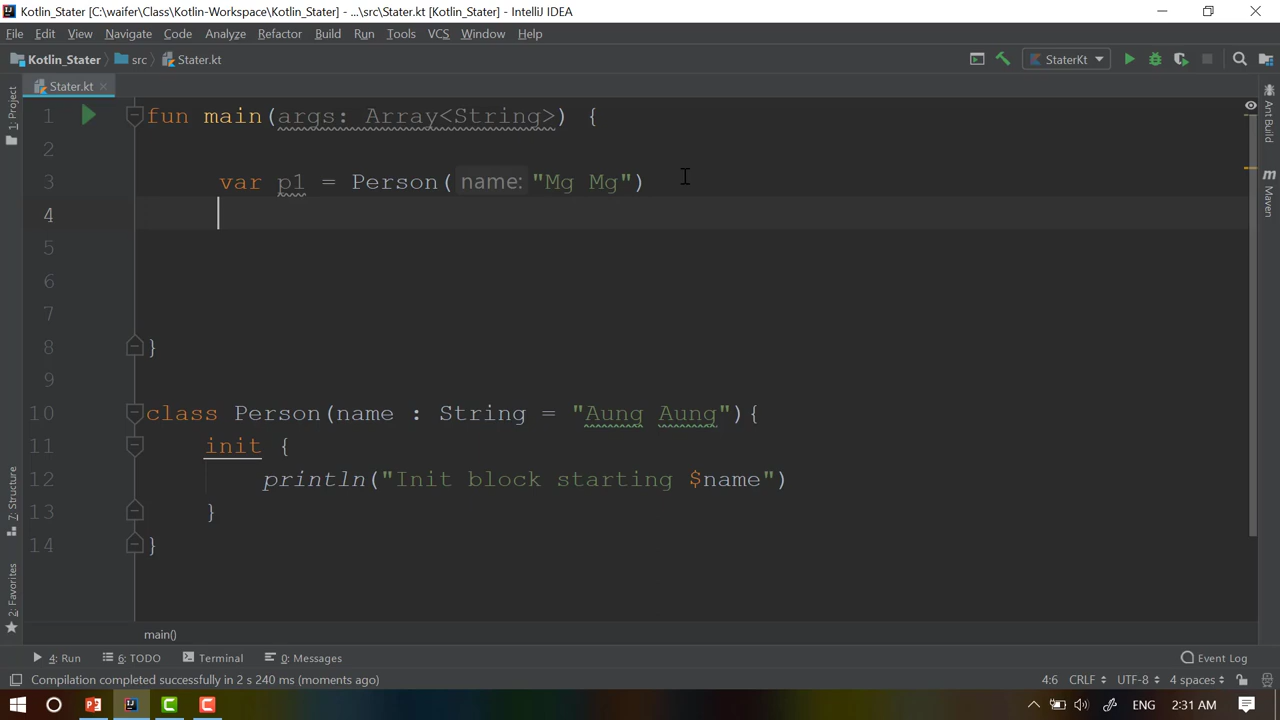 Kotlin_Stater [C:\waifer\Class\Kotlin-Workspace\Kotlin_Stater] - ...\src\Stater.kt [Kotlin_Stater] - IntelliJ IDEA
File Edit View Navigate Code Analyze Refactor Build Run Tools VCS Window Help
Kotlin_Stater src Stater.kt StaterKt
Stater.kt
1: Project
Ant Build
Maven
7: Structure
2: Favorites
1 fun main(args: Array<String>) {
2
3 var p1 = Person( name: "Mg Mg")
4
5
6
7
8 }
9
10 class Person(name : String = "Aung Aung"){
11 init {
12 println("Init block starting $name")
13 }
14 }
main()
4: Run 6: TODO Terminal 0: Messages Event Log
Compilation completed successfully in 2 s 240 ms (moments ago) 4:6 CRLF UTF-8 4 spaces
ENG 2:31 AM